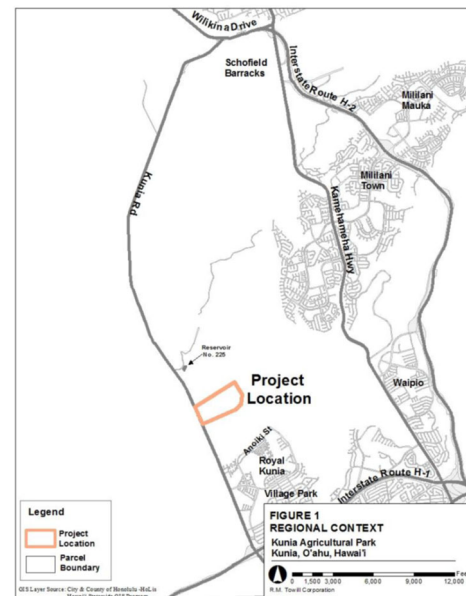 Wilikina Drive
Schofield
Barracks
Interstate Route H-2
Mililani
Mauka
Mililani
Town
Kunia Rd
Kamehameha Hwy
Reservoir
No. 225
Project
Location
Waipio
Anoiki St
Royal
Kunia
Village Park
Interstate Route H-1
Legend
Project
Location
Parcel
Boundary
FIGURE 1
REGIONAL CONTEXT
Kunia Agricultural Park
Kunia, O'ahu, Hawai'i
Fee
0 1,500 3,000 6,000 9,000 12,000
R.M. Towill Corporation
GIS Layer Source: City & County of Honolulu -HoLis